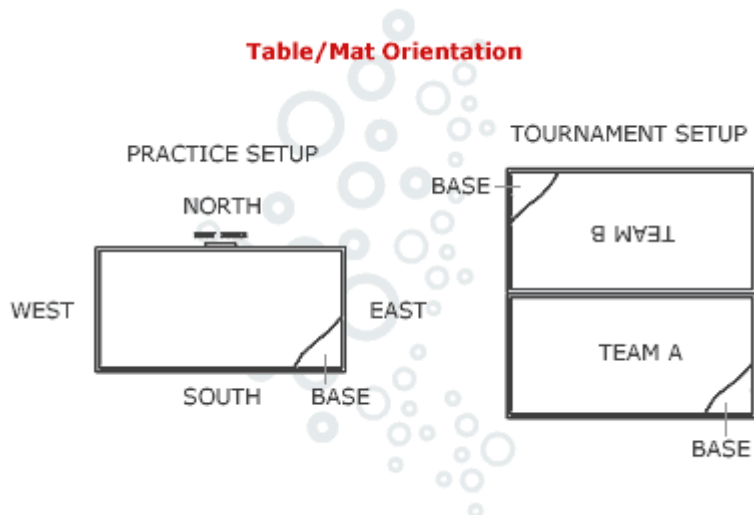 Table/Mat Orientation
PRACTICE SETUP
NORTH
WEST
EAST
SOUTH
BASE
TOURNAMENT SETUP
BASE
TEAM B
TEAM A
BASE